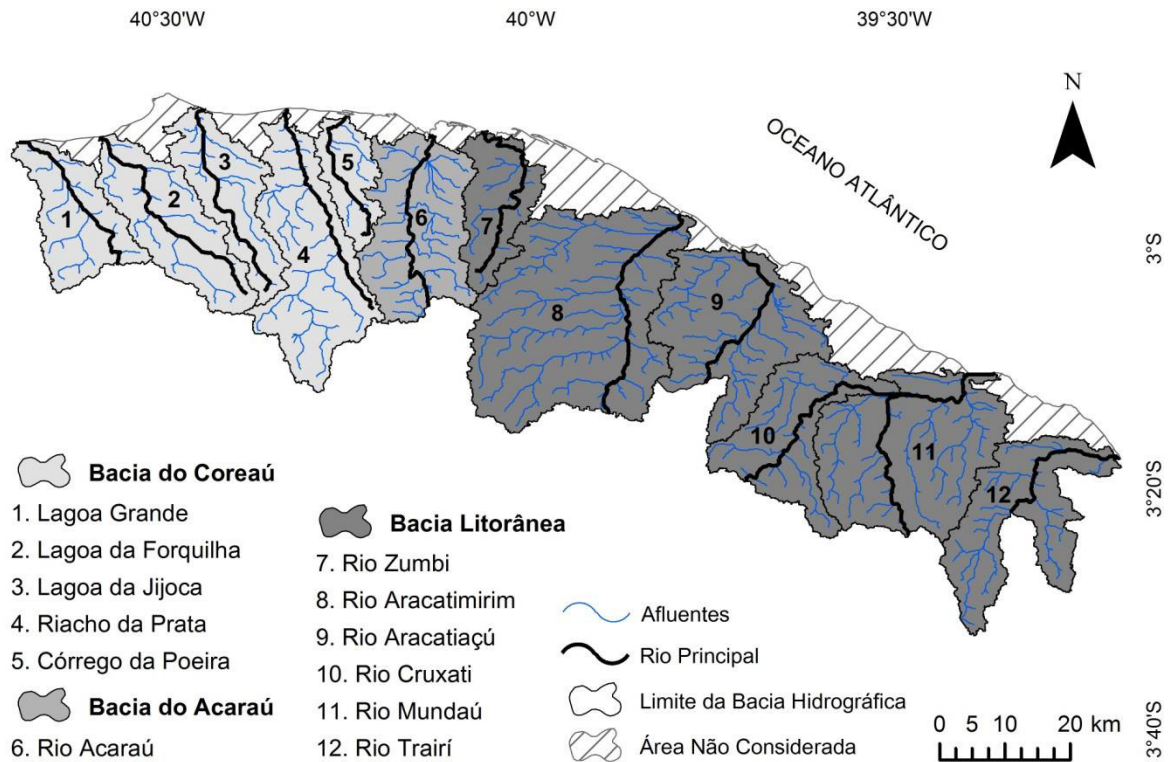 40°30'W
40°W
39°30'W
N
OCEANO ATLÂNTICO
1
2
3
4
5
6
7
8
9
10
11
12
3°S
3°20'S
3°40'S
Bacia do Coreaú
1. Lagoa Grande
2. Lagoa da Forquilha
3. Lagoa da Jijoca
4. Riacho da Prata
5. Córrego da Poeira
Bacia do Acaraú
6. Rio Acaraú
Bacia Litorânea
7. Rio Zumbi
8. Rio Aracatimirim
9. Rio Aracatiaçú
10. Rio Cruxati
11. Rio Mundaú
12. Rio Trairí
Afluentes
Rio Principal
Limite da Bacia Hidrográfica
Área Não Considerada
0 5 10 20 km